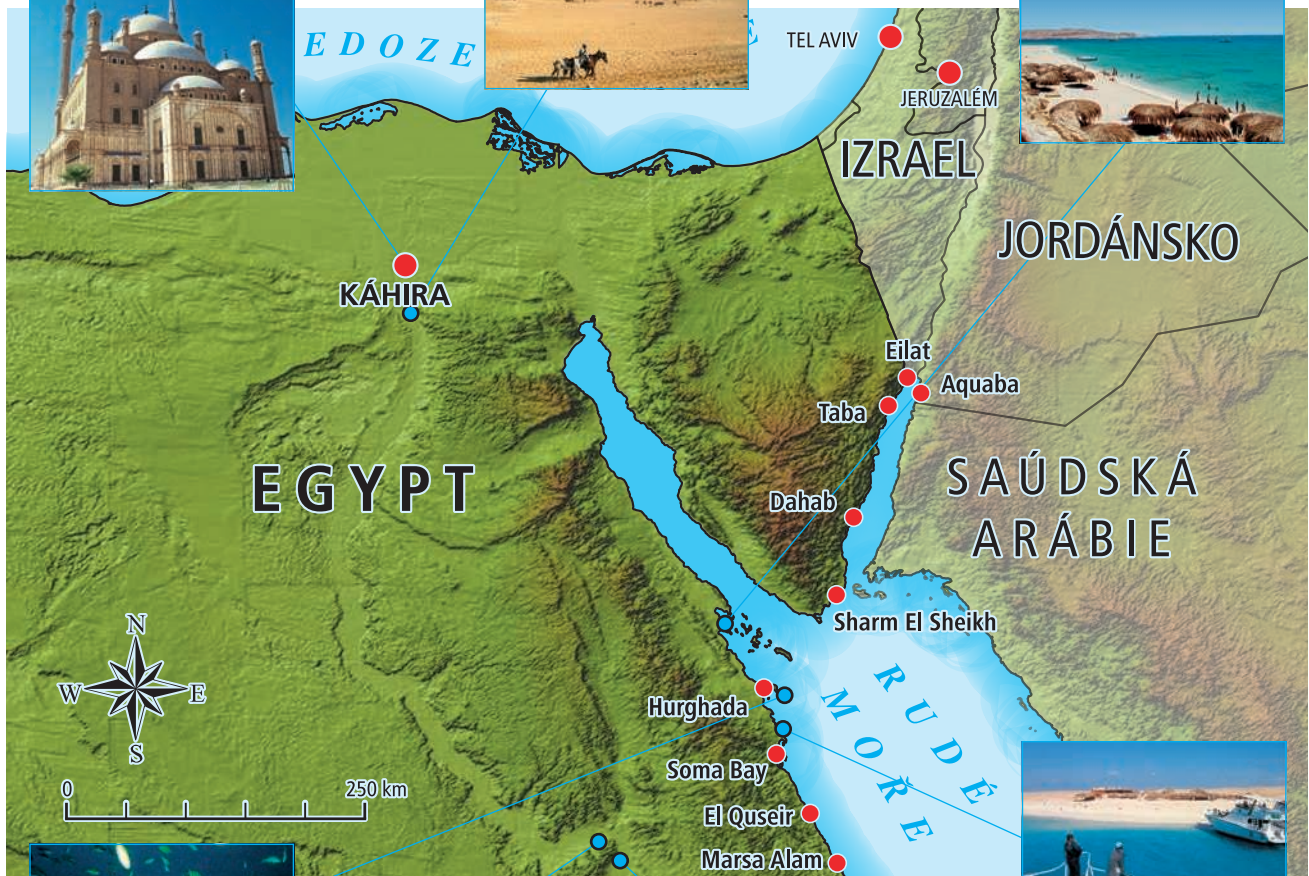 EDOZE
E
TEL AVIV
JERUZALÉM
IZRAEL
JORDÁNSKO
KÁHIRA
Eilat
Aquaba
Taba
EGYPT
SAÚDSKÁ
ARÁBIE
Dahab
Sharm El Sheikh
N
W E
S
RUDÉ
MOŘE
Hurghada
Soma Bay
0 250 km
El Quseir
Marsa Alam